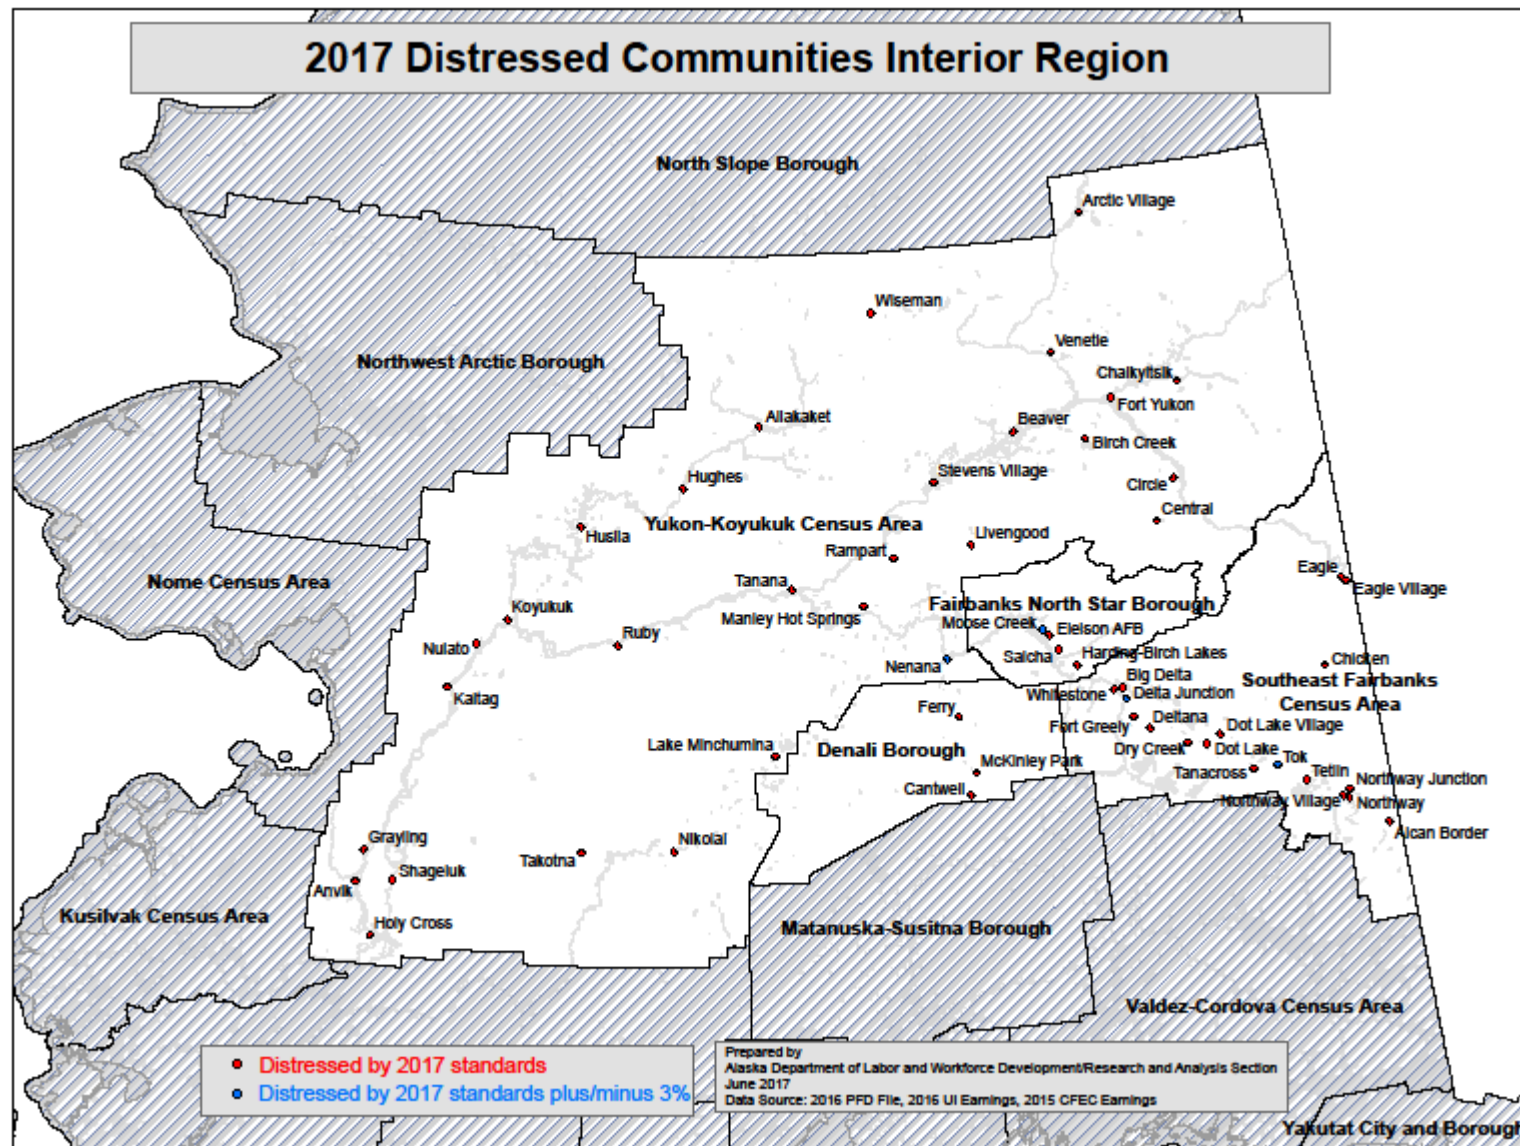 2017 Distressed Communities Interior Region
North Slope Borough
Arctic Village
Wiseman
Northwest Arctic Borough
Venetie
Chalkyitsik
Fort Yukon
Allakaket
Beaver
Birch Creek
Hughes
Stevens Village
Circle
Central
Yukon-Koyukuk Census Area
Huslia
Livengood
Rampart
Eagle
Eagle Village
Nome Census Area
Tanana
Koyukuk
Manley Hot Springs
Fairbanks North Star Borough
Moose Creek
Eielson AFB
Ruby
Nulato
Salcha
Harding-Birch Lakes
Nenana
Chicken
Big Delta
Whitestone
Delta Junction
Southeast Fairbanks
Census Area
Kaltag
Ferry
Fort Greely
Deltana
Dot Lake Village
Lake Minchumina
Denali Borough
Dry Creek
Dot Lake
Tok
McKinley Park
Tanacross
Tetlin
Northway Junction
Cantwell
Northway Village
Northway
Alcan Border
Grayling
Nikolai
Takotna
Shageluk
Anvik
Kusilvak Census Area
Holy Cross
Matanuska-Susitna Borough
Valdez-Cordova Census Area
Distressed by 2017 standards
Distressed by 2017 standards plus/minus 3%
Prepared by
Alaska Department of Labor and Workforce Development/Research and Analysis Section
June 2017
Data Source: 2016 PFD File, 2016 UI Earnings, 2015 CFEC Earnings
Yakutat City and Borough